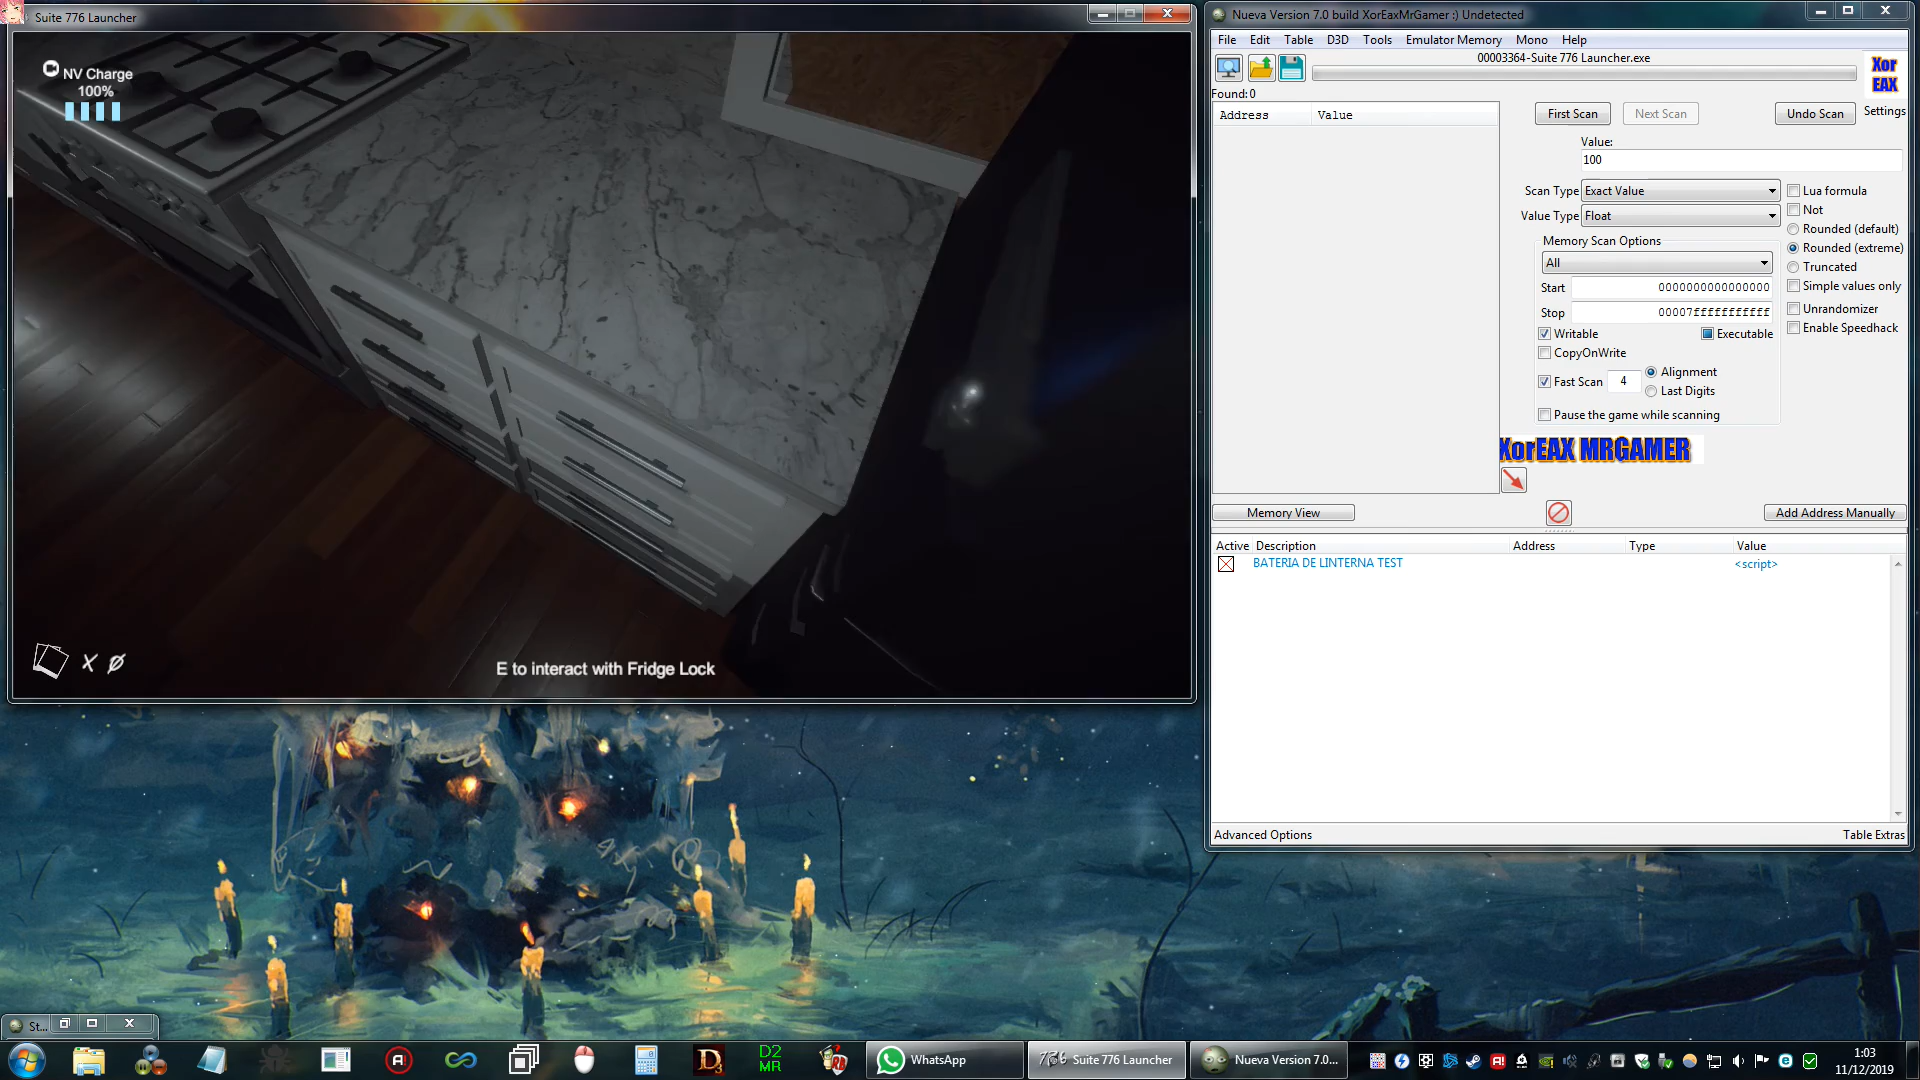 Suite 776 Launcher
NV Charge
100%
E to interact with Fridge Lock
Nueva Version 7.0 build XorEaxMrGamer :) Undetected
File Edit Table D3D Tools Emulator Memory Mono Help
00003364-Suite 776 Launcher.exe
Xor
EAX
Found: 0
Settings
Address Value
First Scan Next Scan Undo Scan
Value:
100
Scan Type Exact Value Lua formula
Not
Value Type Float
Rounded (default)
Memory Scan Options
Rounded (extreme)
All
Truncated
Start 0000000000000000
Simple values only
Stop 00007fffffffffff
Unrandomizer
Writable Executable
Enable Speedhack
CopyOnWrite
Fast Scan 4 Alignment
Last Digits
Pause the game while scanning
XorEAX MRGAMER
Memory View Add Address Manually
Active Description Address Type Value
BATERIA DE LINTERNA TEST <script>
Advanced Options Table Extras
St...
D2
MR
WhatsApp
Suite 776 Launcher
Nueva Version 7.0...
1:03
11/12/2019